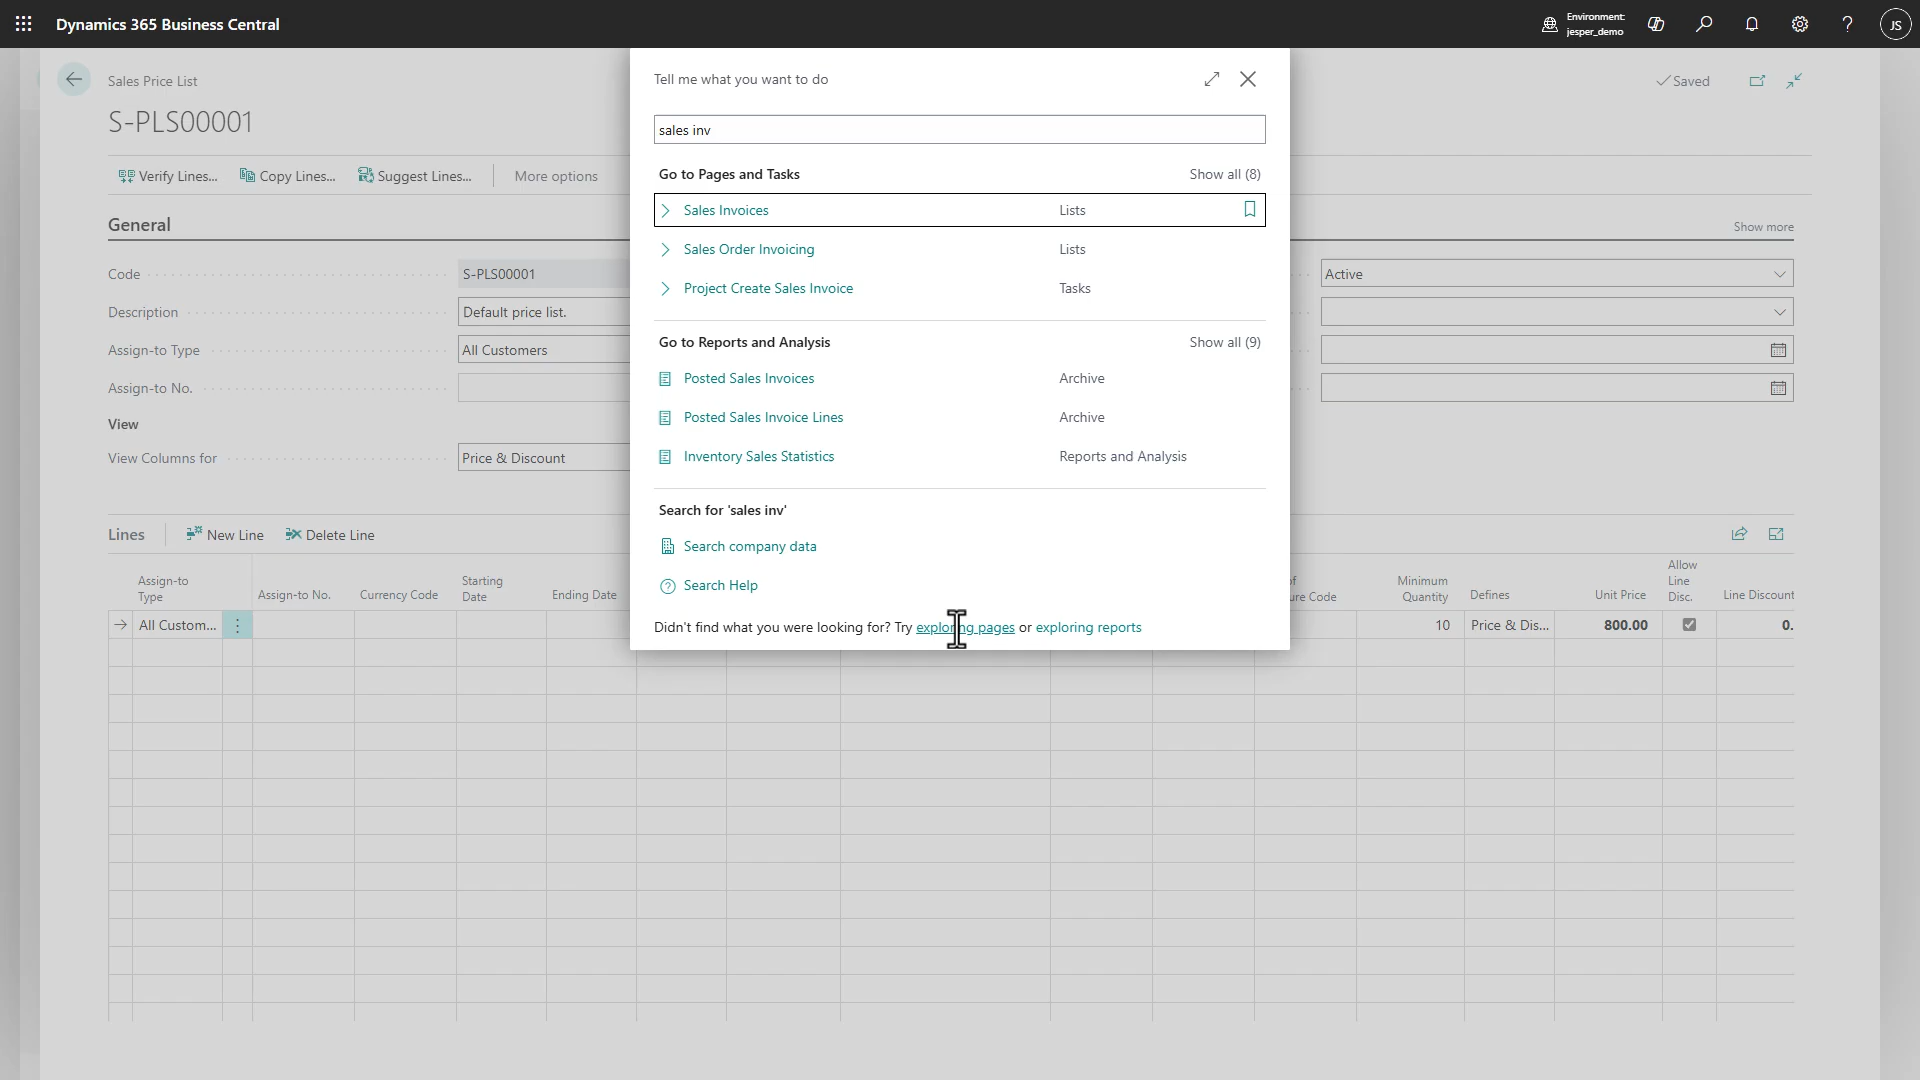 Dynamics 365 Business Central
Environment:
jesper_demo
JS
Sales Price List
S-PLS00001
Saved
Verify Lines...
Copy Lines...
Suggest Lines...
More options
General
Show more
Code
S-PLS00001
Active
Description
Default price list.
Assign-to Type
All Customers
Assign-to No.
View
View Columns for
Price & Discount
Tell me what you want to do
sales inv
Go to Pages and Tasks
Show all (8)
Sales Invoices
Lists
Sales Order Invoicing
Lists
Project Create Sales Invoice
Tasks
Go to Reports and Analysis
Show all (9)
Posted Sales Invoices
Archive
Posted Sales Invoice Lines
Archive
Inventory Sales Statistics
Reports and Analysis
Search for 'sales inv'
Search company data
Search Help
Didn't find what you were looking for? Try exploring pages or exploring reports
Lines
New Line
Delete Line
Assign-to
Type
Assign-to No.
Currency Code
Starting
Date
Ending Date
of
ure Code
Minimum
Quantity
Defines
Unit Price
Allow
Line
Disc.
Line Discount
All Custom...
10
Price & Dis...
800.00
0.